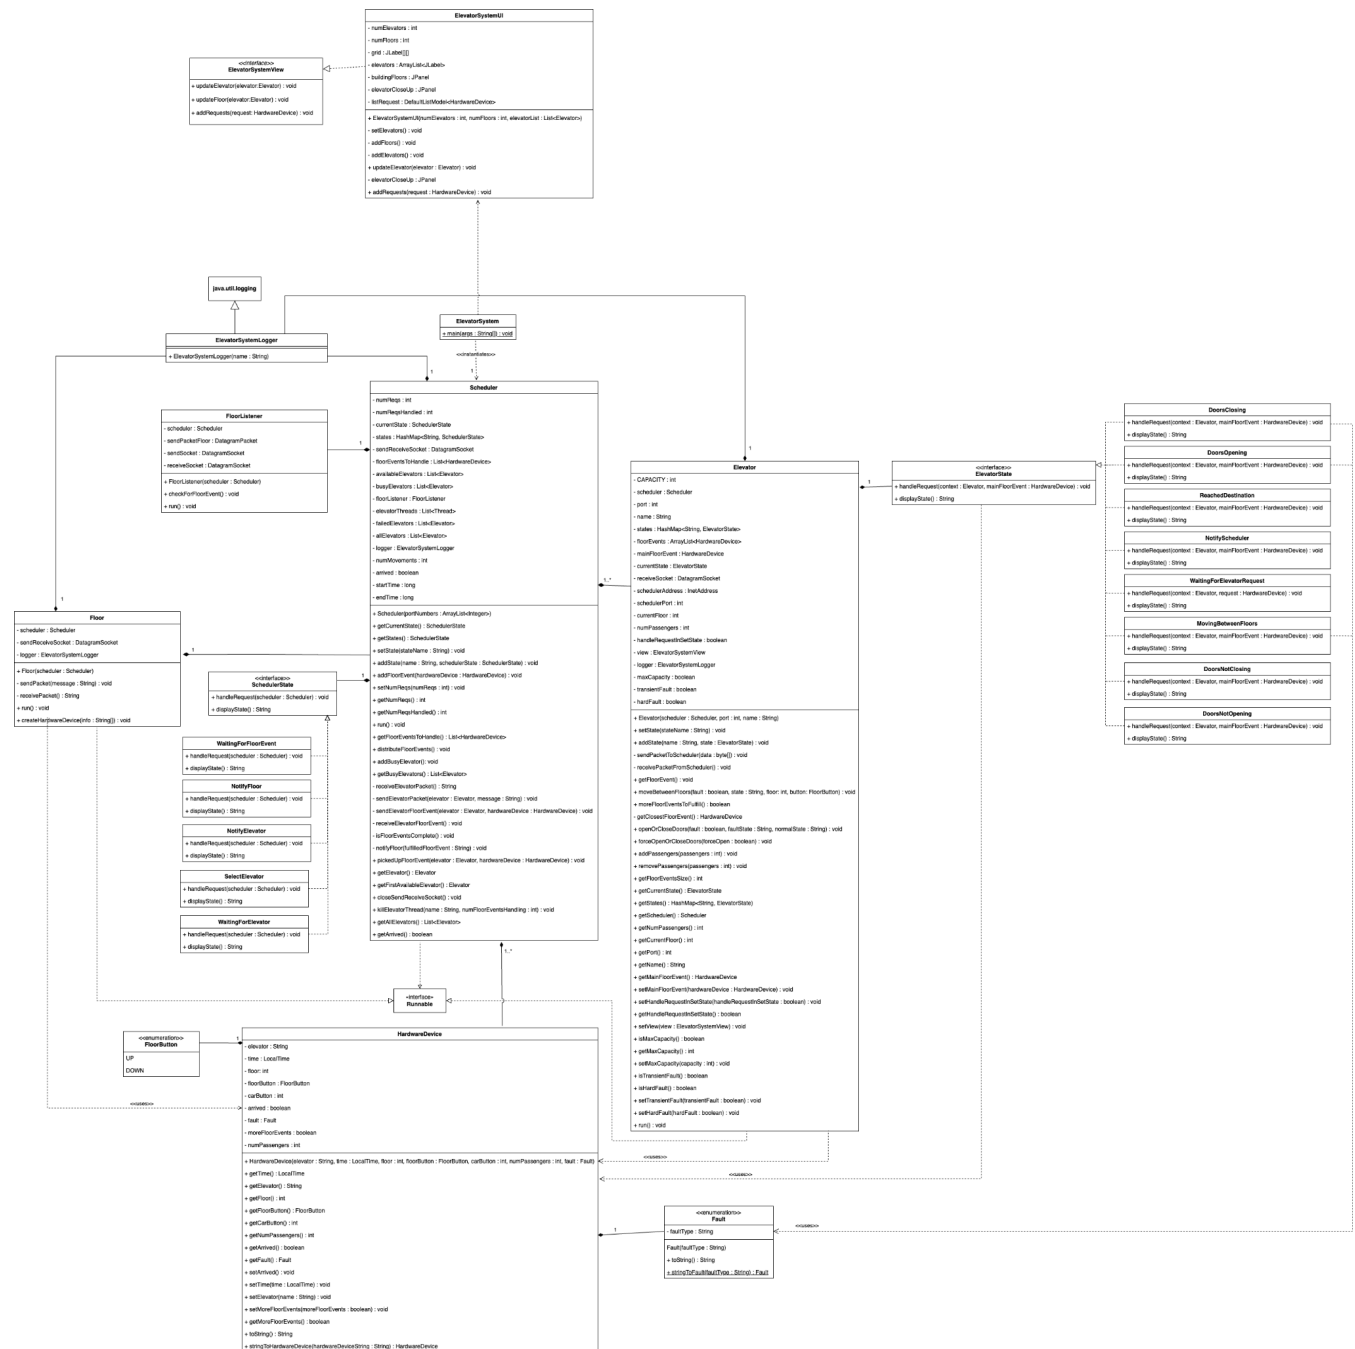 ElevatorSystemUI
- numElevators : int
- numFloors : int
- grid : JLabel[][]
- elevators : ArrayList<JLabel>
- buildingFloors : JPanel
- elevatorCloseUp : JPanel
- listRequest : DefaultListModel<HardwareDevice>
+ ElevatorSystemUI(numElevators : int, numFloors : int, elevatorList : List<Elevator>)
- setElevators() : void
- addFloors() : void
- addElevators() : void
+ updateElevator(elevator : Elevator) : void
- elevatorCloseUp : JPanel
+ addRequests(request : HardwareDevice) : void
<<interface>>
ElevatorSystemView
+ updateElevator(elevator:Elevator) : void
+ updateFloor(elevator:Elevator) : void
+ addRequests(request: HardwareDevice) : void
java.util.logging
ElevatorSystemLogger
+ ElevatorSystemLogger(name : String)
ElevatorSystem
+ main(args : String[]) : void
<<instantiates>>
1
1
1
1
1
1
1
1
1..*
1..*
1
1
FloorListener
- scheduler : Scheduler
- sendPacketFloor : DatagramPacket
- sendSocket : DatagramSocket
- receiveSocket : DatagramSocket
+ FloorListener(scheduler : Scheduler)
+ checkForFloorEvent() : void
+ run() : void
Scheduler
- numReqs : int
- numReqsHandled : int
- currentState : SchedulerState
- states : HashMap<String, SchedulerState>
- sendReceiveSocket : DatagramSocket
- floorEventsToHandle : List<HardwareDevice>
- availableElevators : List<Elevator>
- busyElevators : List<Elevator>
- floorListener : FloorListener
- elevatorThreads : List<Thread>
- failedElevators : List<Elevator>
- allElevators : List<Elevator>
- logger : ElevatorSystemLogger
- numMovements : int
- arrived : boolean
- startTime : long
- endTime : long
+ Scheduler(portNumbers : ArrayList<Integer>)
+ getCurrentState() : SchedulerState
+ getStates() : SchedulerState
+ setState(stateName : String) : void
+ addState(name : String, schedulerState : SchedulerState) : void
+ addFloorEvent(hardwareDevice : HardwareDevice) : void
+ setNumReqs(numReqs : int) : void
+ getNumReqs() : int
+ getNumReqsHandled() : int
+ run() : void
+ getFloorEventsToHandle() : List<HardwareDevice>
+ distributeFloorEvents() : void
+ addBusyElevator() : void
+ getBusyElevators() : List<Elevator>
- receiveElevatorPacket() : String
- sendElevatorPacket(elevator : Elevator, message : String) : void
- sendElevatorFloorEvent(elevator : Elevator, hardwareDevice : HardwareDevice) : void
- receiveElevatorFloorEvent() : void
- isFloorEventsComplete() : void
- notifyFloor(fulfilledFloorEvent : String) : void
+ pickedUpFloorEvent(elevator : Elevator, hardwareDevice : HardwareDevice) : void
+ getElevator() : Elevator
+ getFirstAvailableElevator() : Elevator
+ closeSendReceiveSocket() : void
+ killElevatorThread(name : String, numFloorEventsHandling : int) : void
+ getAllElevators() : List<Elevator>
+ getArrived() : boolean
Elevator
- CAPACITY : int
- scheduler : Scheduler
- port : int
- name : String
- states : HashMap<String, ElevatorState>
- floorEvents : ArrayList<HardwareDevice>
- mainFloorEvent : HardwareDevice
- currentState : ElevatorState
- receiveSocket : DatagramSocket
- schedulerAddress : InetAddress
- schedulerPort : int
- currentFloor : int
- numPassengers : int
- handleRequestInSetState : boolean
- view : ElevatorSystemView
- logger : ElevatorSystemLogger
- maxCapacity : boolean
- transientFault : boolean
- hardFault : boolean
+ Elevator(scheduler : Scheduler, port : int, name : String)
+ setState(stateName : String) : void
+ addState(name : String, state : ElevatorState) : void
- sendPacketToScheduler(data : byte[]) : void
- receivePacketFromScheduler() : void
+ getFloorEvent() : void
+ moveBetweenFloors(fault : boolean, state : String, floor: int, button: FloorButton) : void
+ moreFloorEventsToFulfill() : boolean
- getClosestFloorEvent() : HardwareDevice
+ openOrCloseDoors(fault : boolean, faultState : String, normalState : String) : void
+ forceOpenOrCloseDoors(forceOpen : boolean) : void
+ addPassengers(passengers : int) : void
+ removePassengers(passengers : int) : void
+ getFloorEventsSize() : int
+ getCurrentState() : ElevatorState
+ getStates() : HashMap<String, ElevatorState)
+ getScheduler() : Scheduler
+ getNumPassengers() : int
+ getCurrentFloor() : int
+ getPort() : int
+ getName() : String
+ getMainFloorEvent() : HardwareDevice
+ setMainFloorEvent(hardwareDevice : HardwareDevice) : void
+ setHandleRequestInSetState(handleRequestInSetState : boolean) : void
+ getHandleRequestInSetState() : boolean
+ setView(view : ElevatorSystemView) : void
+ isMaxCapacity() : boolean
+ getMaxCapacity() : int
+ setMaxCapacity(capacity : int) : void
+ isTransientFault() : boolean
+ isHardFault() : boolean
+ setTransientFault(transientFault : boolean) : void
+ setHardFault(hardFault : boolean) : void
+ run() : void
<<interface>>
ElevatorState
+ handleRequest(context : Elevator, mainFloorEvent : HardwareDevice) : void
+ displayState() : String
DoorsClosing
+ handleRequest(context : Elevator, mainFloorEvent : HardwareDevice) : void
+ displayState() : String
DoorsOpening
+ handleRequest(context : Elevator, mainFloorEvent : HardwareDevice) : void
+ displayState() : String
ReachedDestination
+ handleRequest(context : Elevator, mainFloorEvent : HardwareDevice) : void
+ displayState() : String
NotifyScheduler
+ handleRequest(context : Elevator, mainFloorEvent : HardwareDevice) : void
+ displayState() : String
WaitingForElevatorRequest
+ handleRequest(context : Elevator, request : HardwareDevice) : void
+ displayState() : String
MovingBetweenFloors
+ handleRequest(context : Elevator, mainFloorEvent : HardwareDevice) : void
+ displayState() : String
DoorsNotClosing
+ handleRequest(context : Elevator, mainFloorEvent : HardwareDevice) : void
+ displayState() : String
DoorsNotOpening
+ handleRequest(context : Elevator, mainFloorEvent : HardwareDevice) : void
+ displayState() : String
Floor
- scheduler : Scheduler
- sendReceiveSocket : DatagramSocket
- logger : ElevatorSystemLogger
+ Floor(scheduler : Scheduler)
- sendPacket(message : String) : void
- receivePacket() : String
+ run() : void
+ createHardwareDevice(info : String[]) : void
<<interface>>
SchedulerState
+ handleRequest(scheduler : Scheduler) : void
+ displayState() : String
WaitingForFloorEvent
+ handleRequest(scheduler : Scheduler) : void
+ displayState() : String
NotifyFloor
+ handleRequest(scheduler : Scheduler) : void
+ displayState() : String
NotifyElevator
+ handleRequest(scheduler : Scheduler) : void
+ displayState() : String
SelectElevator
+ handleRequest(scheduler : Scheduler) : void
+ displayState() : String
WaitingForElevator
+ handleRequest(scheduler : Scheduler) : void
+ displayState() : String
<interface>
Runnable
<<enumeration>>
FloorButton
UP
DOWN
<<uses>>
HardwareDevice
- elevator : String
- time : LocalTime
- floor: int
- floorButton : FloorButton
- carButton : int
- arrived : boolean
- fault : Fault
- moreFloorEvents : boolean
- numPassengers : int
+ HardwareDevice(elevator : String, time : LocalTime, floor : int, floorButton : FloorButton, carButton : int, numPassengers : int, fault : Fault)
+ getTime() : LocalTime
+ getElevator() : String
+ getFloor() : int
+ getFloorButton() : FloorButton
+ getCarButton() : int
+ getNumPassengers() : int
+ getArrived() : boolean
+ getFault() : Fault
+ setArrived() : void
+ setTime(time : LocalTime) : void
+ setElevator(name : String) : void
+ setMoreFloorEvents(moreFloorEvents : boolean) : void
+ getMoreFloorEvents() : boolean
+ toString() : String
+ stringToHardwareDevice(hardwareDeviceString : String) : HardwareDevice
<<uses>>
<<uses>>
<<uses>>
<<enumeration>>
Fault
- faultType : String
Fault(faultType : String)
+ toString() : String
+ stringToFault(faultType : String) : Fault